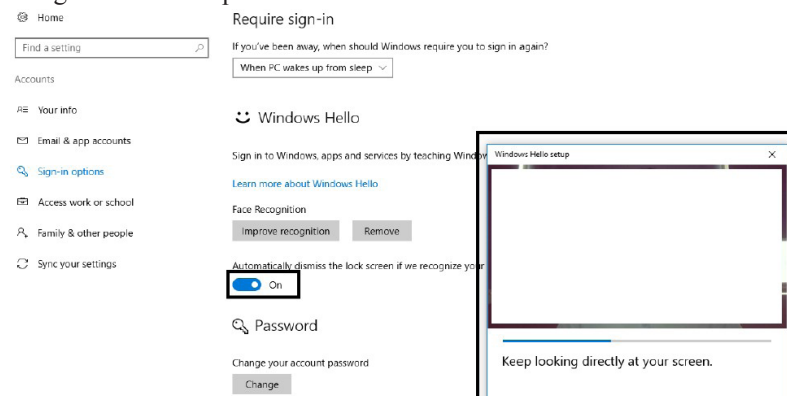 Home
Find a setting
Accounts
Your info
Email & app accounts
Sign-in options
Access work or school
Family & other people
Sync your settings
Require sign-in
If you've been away, when should Windows require you to sign in again?
When PC wakes up from sleep
Windows Hello
Sign in to Windows, apps and services by teaching
Learn more about Windows Hello
Face Recognition
Improve recognition Remove
Automatically dismiss the lock screen if we recognize your
On
Password
Change your account password
Change
Windows Hello setup
Keep looking directly at your screen.